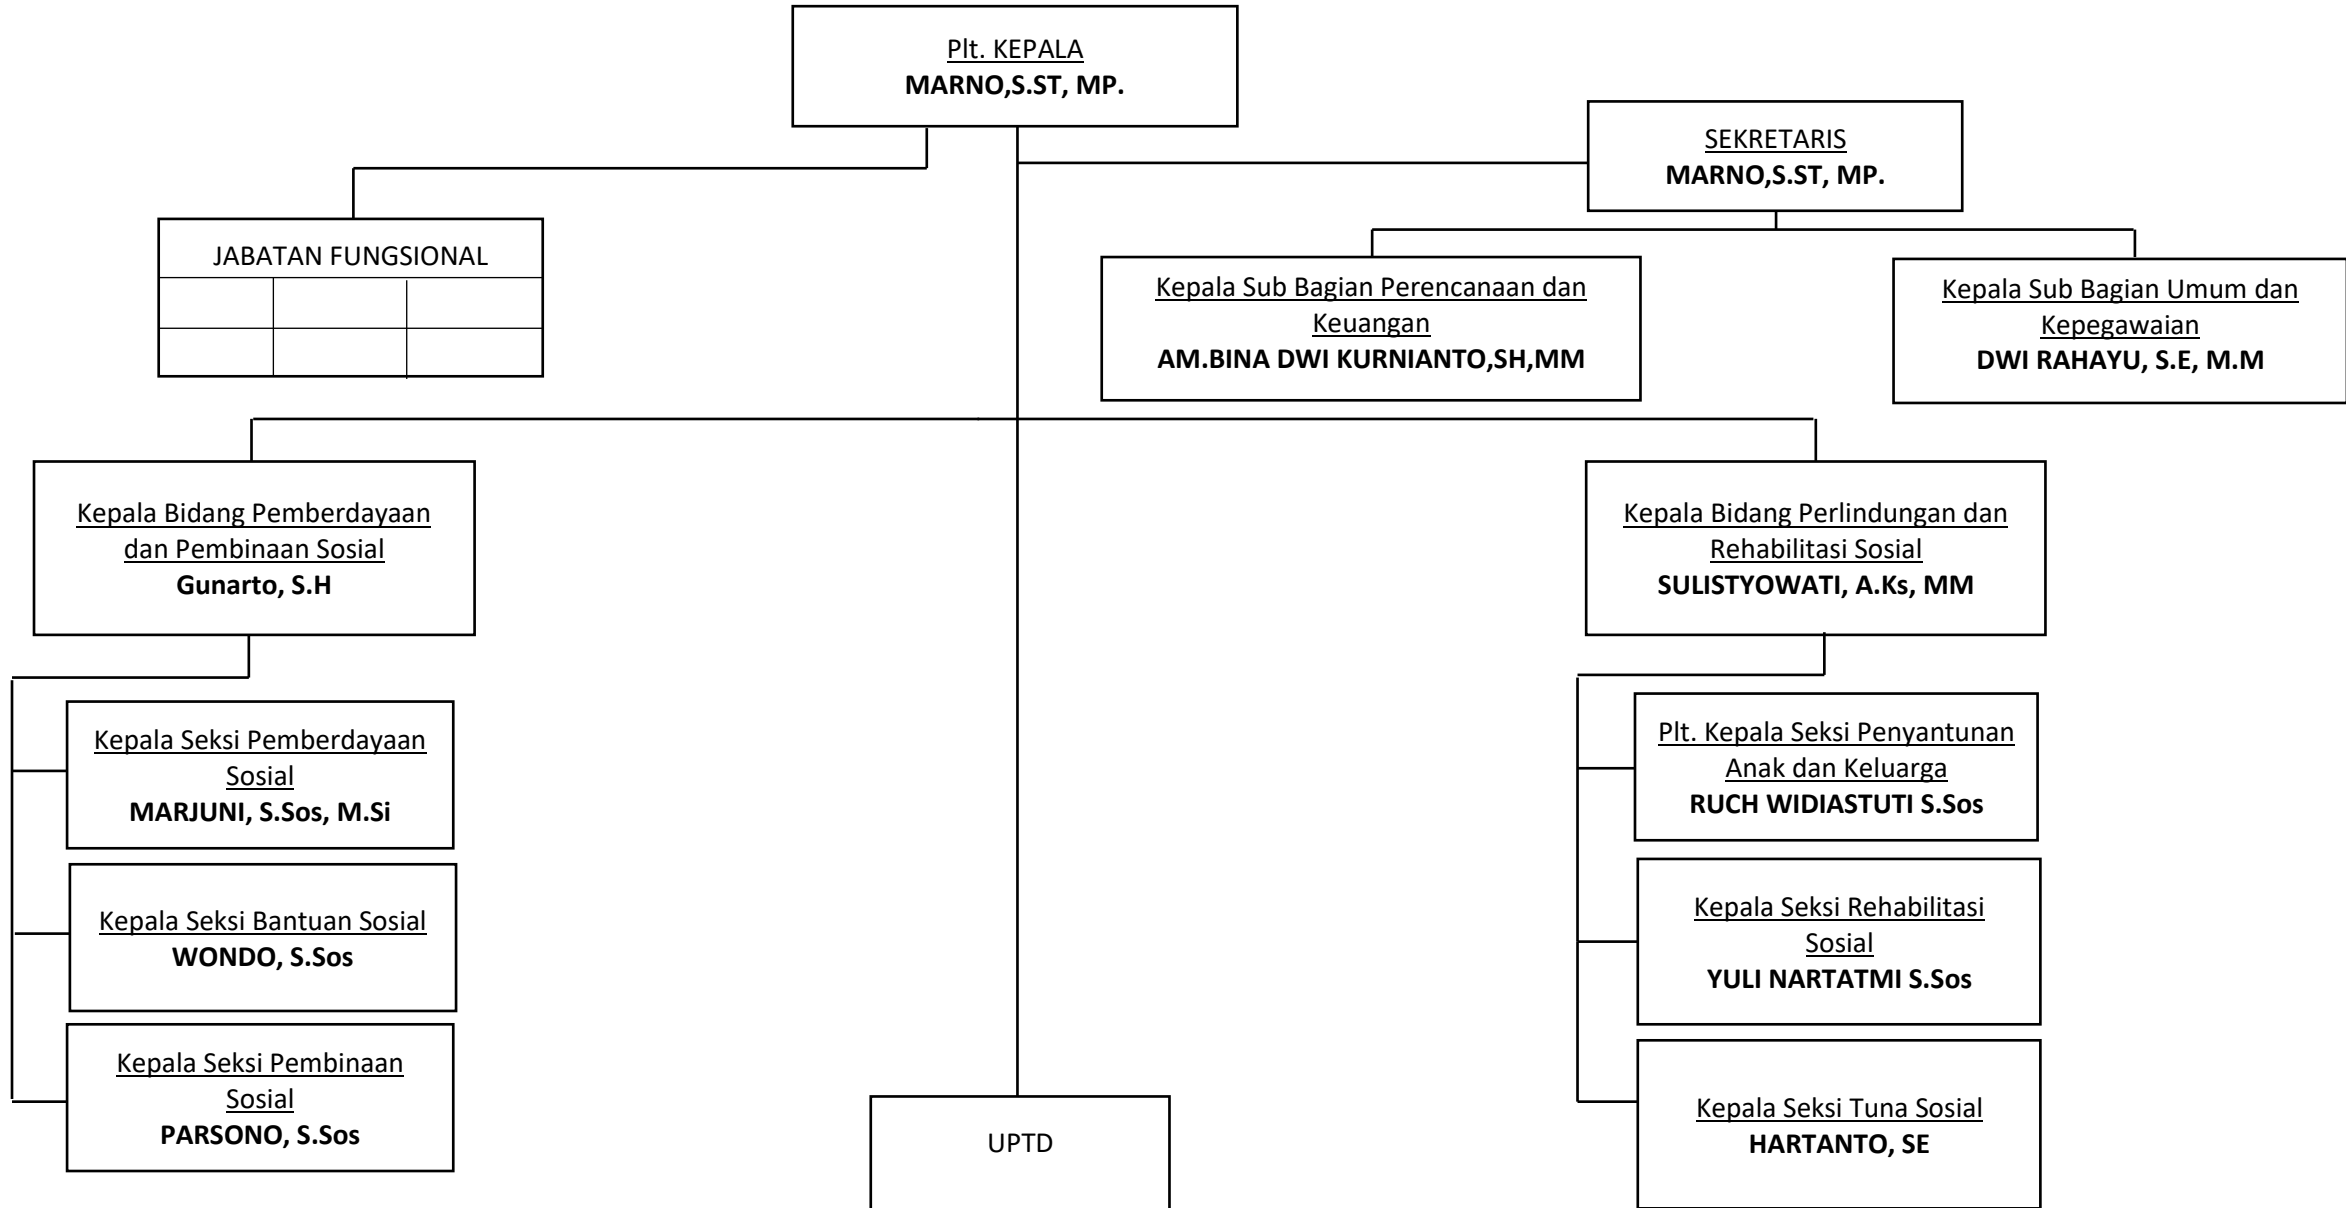 Plt. KEPALA
MARNO,S.ST, MP.
SEKRETARIS
MARNO,S.ST, MP.
JABATAN FUNGSIONAL
Kepala Sub Bagian Perencanaan dan
Keuangan
AM.BINA DWI KURNIANTO,SH,MM
Kepala Sub Bagian Umum dan
Kepegawaian
DWI RAHAYU, S.E, M.M
Kepala Bidang Pemberdayaan
dan Pembinaan Sosial
Gunarto, S.H
Kepala Bidang Perlindungan dan
Rehabilitasi Sosial
SULISTYOWATI, A.Ks, MM
Kepala Seksi Pemberdayaan
Sosial
MARJUNI, S.Sos, M.Si
Kepala Seksi Bantuan Sosial
WONDO, S.Sos
Kepala Seksi Pembinaan
Sosial
PARSONO, S.Sos
Plt. Kepala Seksi Penyantunan
Anak dan Keluarga
RUCH WIDIASTUTI S.Sos
Kepala Seksi Rehabilitasi
Sosial
YULI NARTATMI S.Sos
Kepala Seksi Tuna Sosial
HARTANTO, SE
UPTD